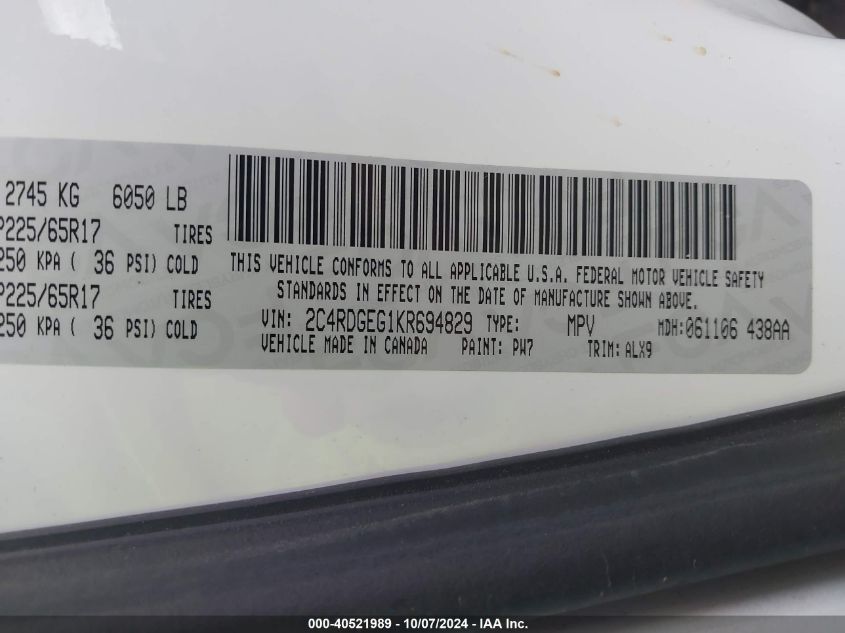 2745 KG 6050 LB
P225/65R17 TIRES
250 KPA ( 36 PSI) COLD
P225/65R17 TIRES
250 KPA ( 36 PSI) COLD
THIS VEHICLE CONFORMS TO ALL APPLICABLE U.S.A. FEDERAL MOTOR VEHICLE SAFETY
STANDARDS IN EFFECT ON THE DATE OF MANUFACTURE SHOWN ABOVE.
VIN: 2C4RDGEG1KR694829 TYPE: MPV MDH:061106 438AA
VEHICLE MADE IN CANADA PAINT: PW7 TRIM: ALX9
000-40521989 - 10/07/2024 - IAA Inc.